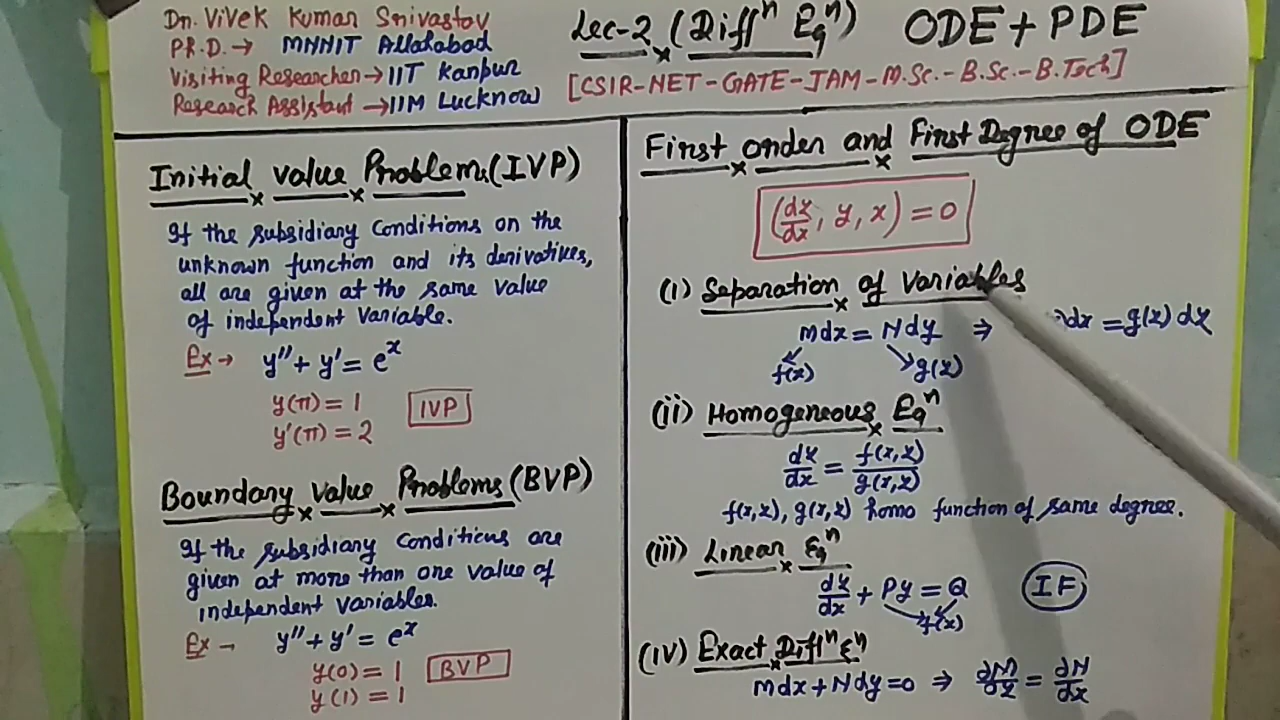 Dr. Vivek Kumar Srivastav
PH.D. → MNNIT Allahabad
Visiting Researcher → IIT Kanpur
Research Assistant → IIM Lucknow
Lec-2 (Diffⁿ Eqⁿ) ODE + PDE
[CSIR-NET-GATE-JAM-M.Sc.-B.Sc.-B.Tech]
Initial value Problems (IVP)
If the subsidiary conditions on the
unknown function and its derivatives,
all are given at the same value
of independent variable.
Ex → y'' + y' = eˣ
y(π) = 1
IVP
y'(π) = 2
Boundary value Problems (BVP)
If the subsidiary conditions are
given at more than one value of
independent variables.
Ex → y'' + y' = eˣ
y(0) = 1
BVP
y(1) = 1
First order and First Degree of ODE
(dy/dx, y, x) = 0
(i) Separation of Variables
Mdx = Ndy ⇒ dx = g(y) dy
f(x) g(y)
(ii) Homogeneous Eqⁿ
dy/dx = f(x,y)/g(x,y)
f(x,y), g(x,y) homo function of same degree.
(iii) Linear Eqⁿ
dy/dx + Py = Q
IF
f(x)
(iv) Exact Diffⁿ Eⁿ
Mdx + Ndy = 0 ⇒ ∂M/∂y = ∂N/∂x